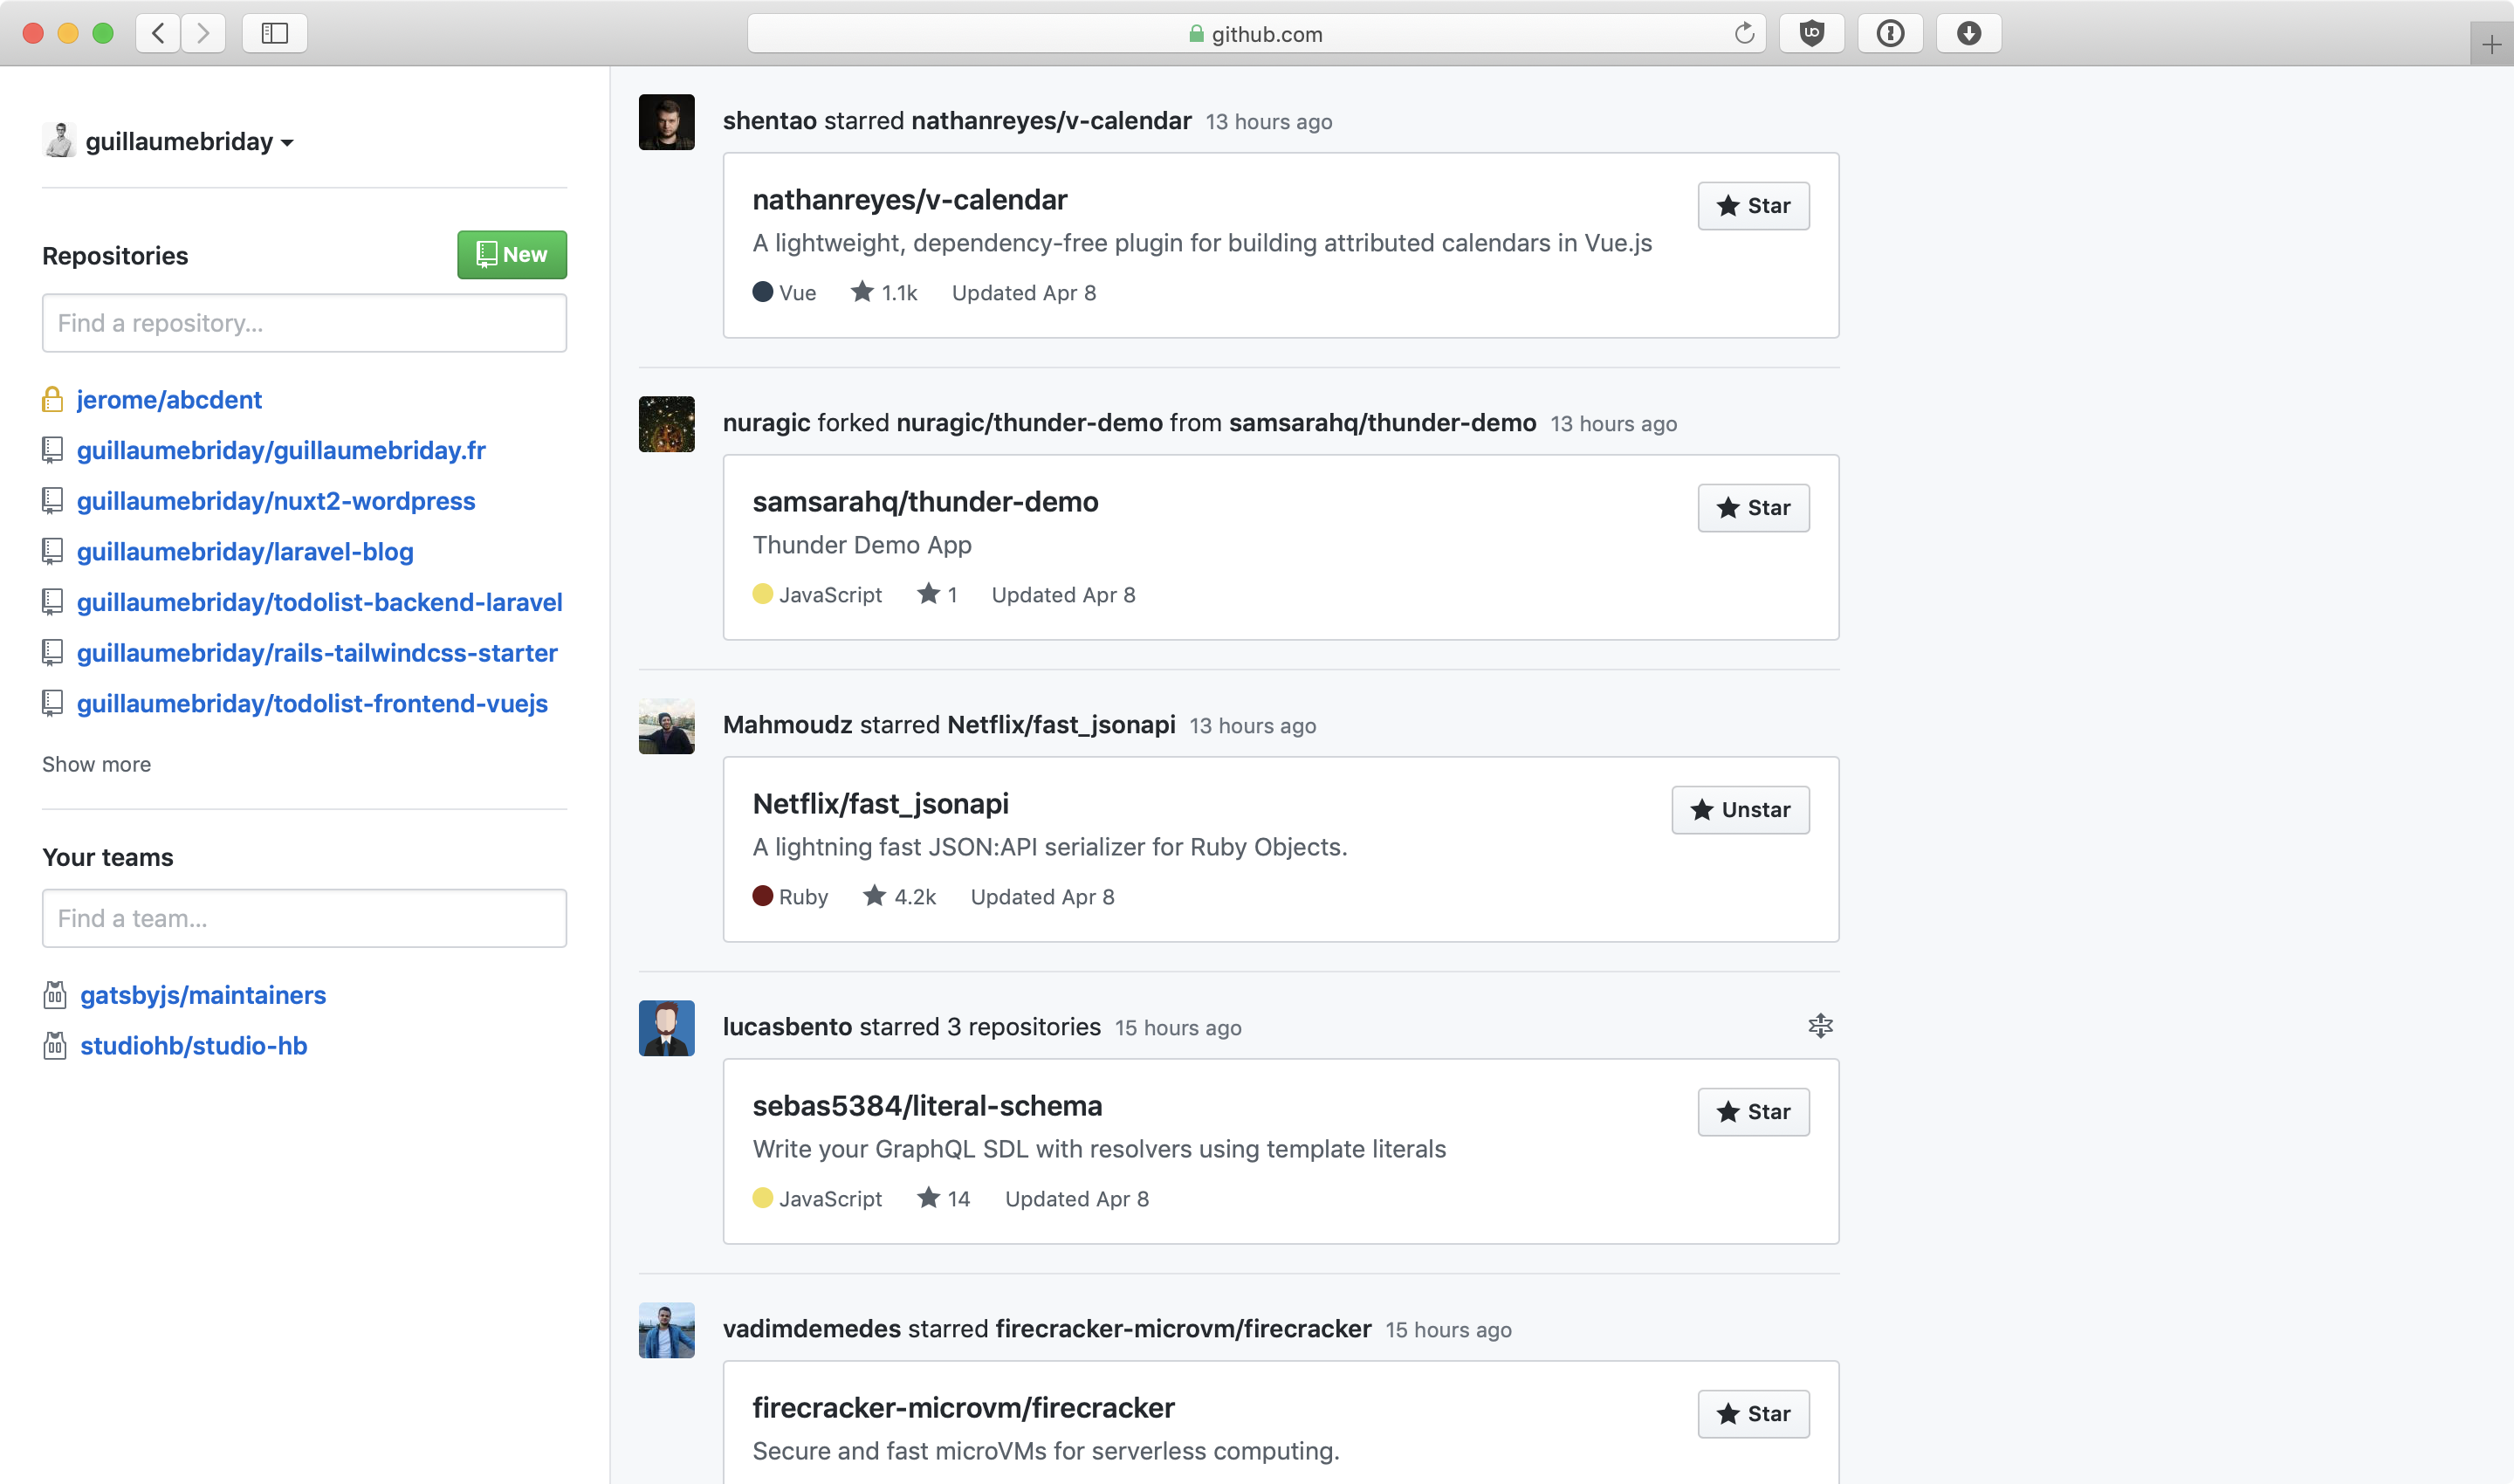 github.com
guillaumebriday
Repositories
New
Find a repository...
jerome/abcdent
guillaumebriday/guillaumebriday.fr
guillaumebriday/nuxt2-wordpress
guillaumebriday/laravel-blog
guillaumebriday/todolist-backend-laravel
guillaumebriday/rails-tailwindcss-starter
guillaumebriday/todolist-frontend-vuejs
Show more
Your teams
Find a team...
gatsbyjs/maintainers
studiohb/studio-hb
shentao starred nathanreyes/v-calendar 13 hours ago
nathanreyes/v-calendar
Star
A lightweight, dependency-free plugin for building attributed calendars in Vue.js
Vue 1.1k Updated Apr 8
nuragic forked nuragic/thunder-demo from samsarahq/thunder-demo 13 hours ago
samsarahq/thunder-demo
Star
Thunder Demo App
JavaScript 1 Updated Apr 8
Mahmoudz starred Netflix/fast_jsonapi 13 hours ago
Netflix/fast_jsonapi
Unstar
A lightning fast JSON:API serializer for Ruby Objects.
Ruby 4.2k Updated Apr 8
lucasbento starred 3 repositories 15 hours ago
sebas5384/literal-schema
Star
Write your GraphQL SDL with resolvers using template literals
JavaScript 14 Updated Apr 8
vadimdemedes starred firecracker-microvm/firecracker 15 hours ago
firecracker-microvm/firecracker
Star
Secure and fast microVMs for serverless computing.